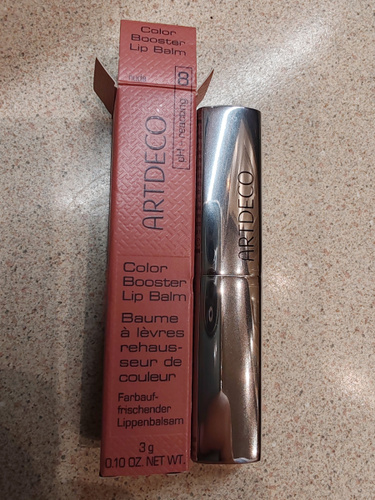 Color
Booster
Lip Balm
nude
ARTDECO
pH-reacting
Color
Booster
Lip Balm
Baume
à lèvres
rehaus-
seur de
couleur
Farbauf-
frischender
Lippenbalsam
3 g
0.10 OZ. NET WT.
ARTDECO